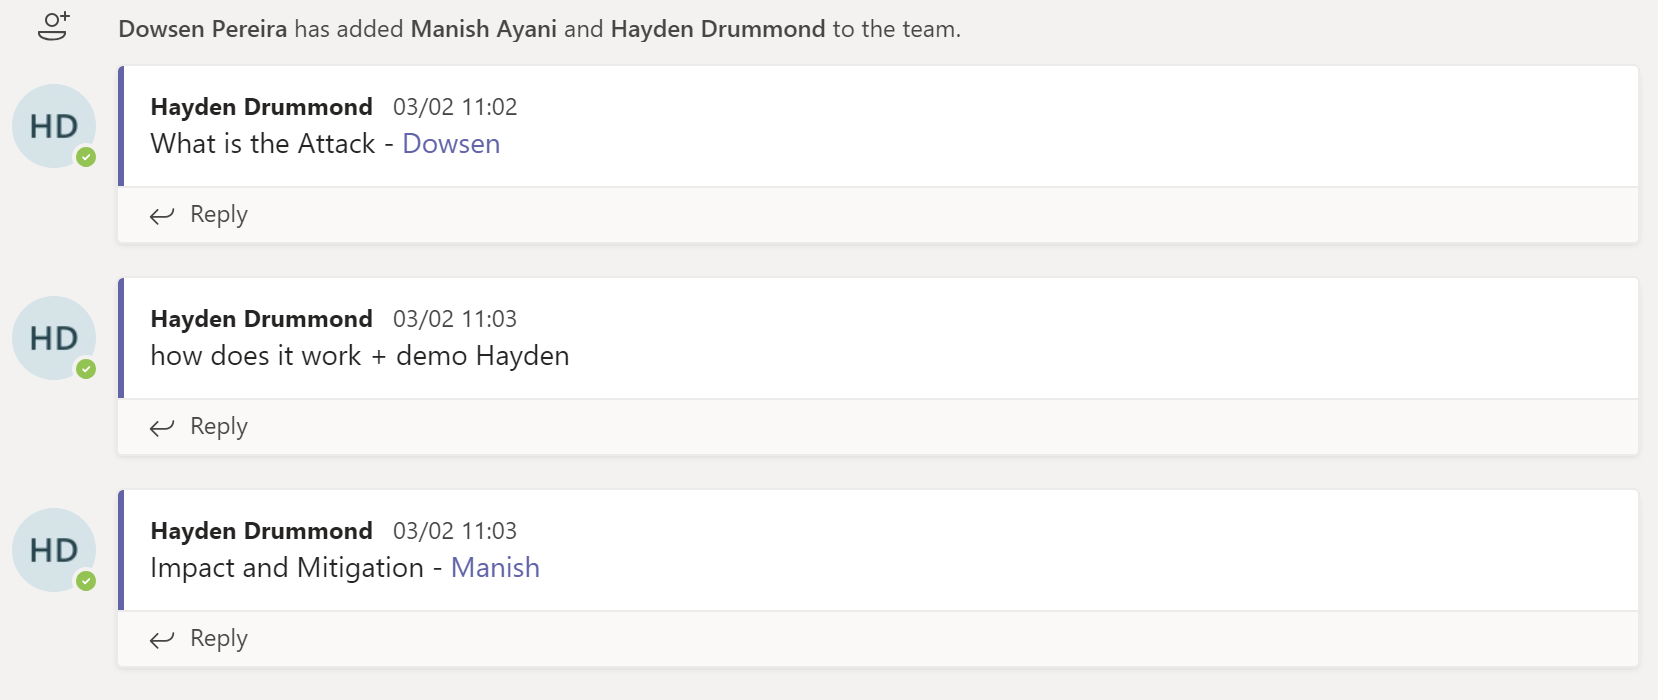 Dowsen Pereira has added Manish Ayani and Hayden Drummond to the team.
HD
Hayden Drummond 03/02 11:02
What is the Attack - Dowsen
Reply
HD
Hayden Drummond 03/02 11:03
how does it work + demo Hayden
Reply
HD
Hayden Drummond 03/02 11:03
Impact and Mitigation - Manish
Reply